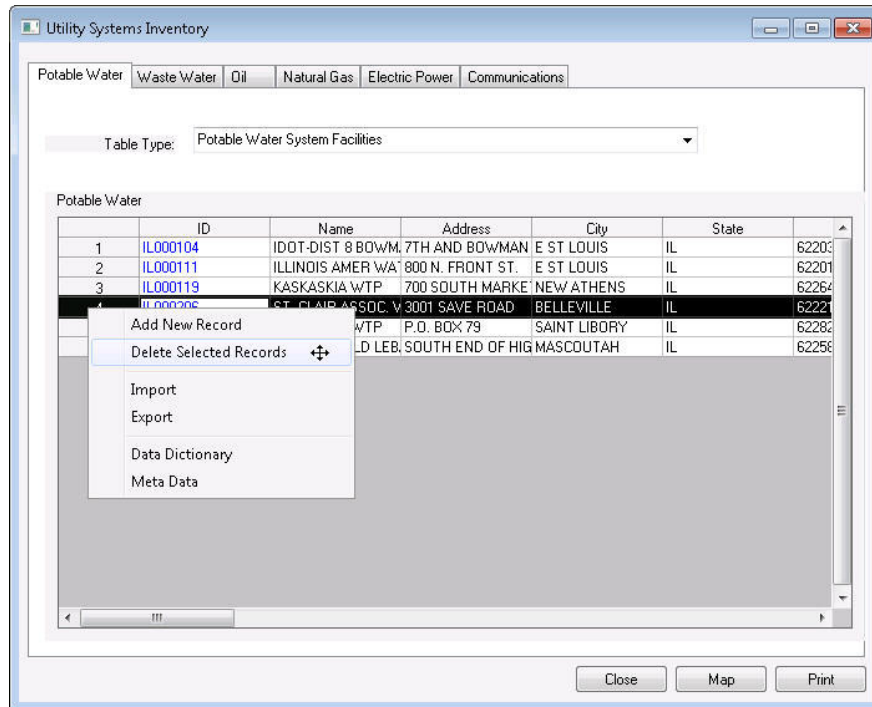 Utility Systems Inventory
Potable Water Waste Water Oil Natural Gas Electric Power Communications
Table Type: Potable Water System Facilities
Potable Water
ID Name Address City State
1 IL000104 IDOT-DIST 8 BOWM. 7TH AND BOWMAN E ST LOUIS IL 62203
2 IL000111 ILLINOIS AMER WA 800 N. FRONT ST. E ST LOUIS IL 62201
3 IL000119 KASKASKIA WTP 700 SOUTH MARKE NEW ATHENS IL 62264
4 IL000206 ST. CLAIR ASSOC. V 3001 SAVE ROAD BELLEVILLE IL 62221
WTP P.O. BOX 79 SAINT LIBORY IL 62282
LD LEB. SOUTH END OF HIG MASCOUTAH IL 62258
Add New Record
Delete Selected Records
Import
Export
Data Dictionary
Meta Data
Close Map Print